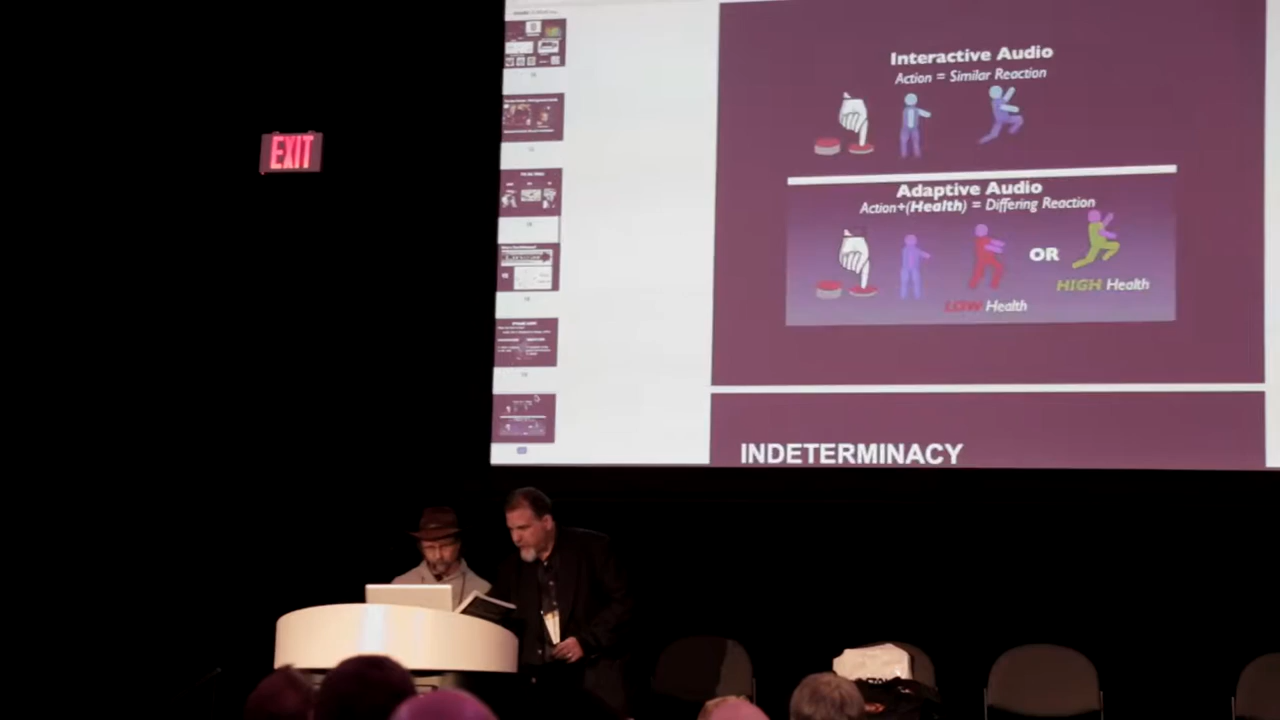 EXIT
Interactive Audio
Action = Similar Reaction
Adaptive Audio
Action+(Health) = Differing Reaction
OR
HIGH Health
LOW Health
INDETERMINACY